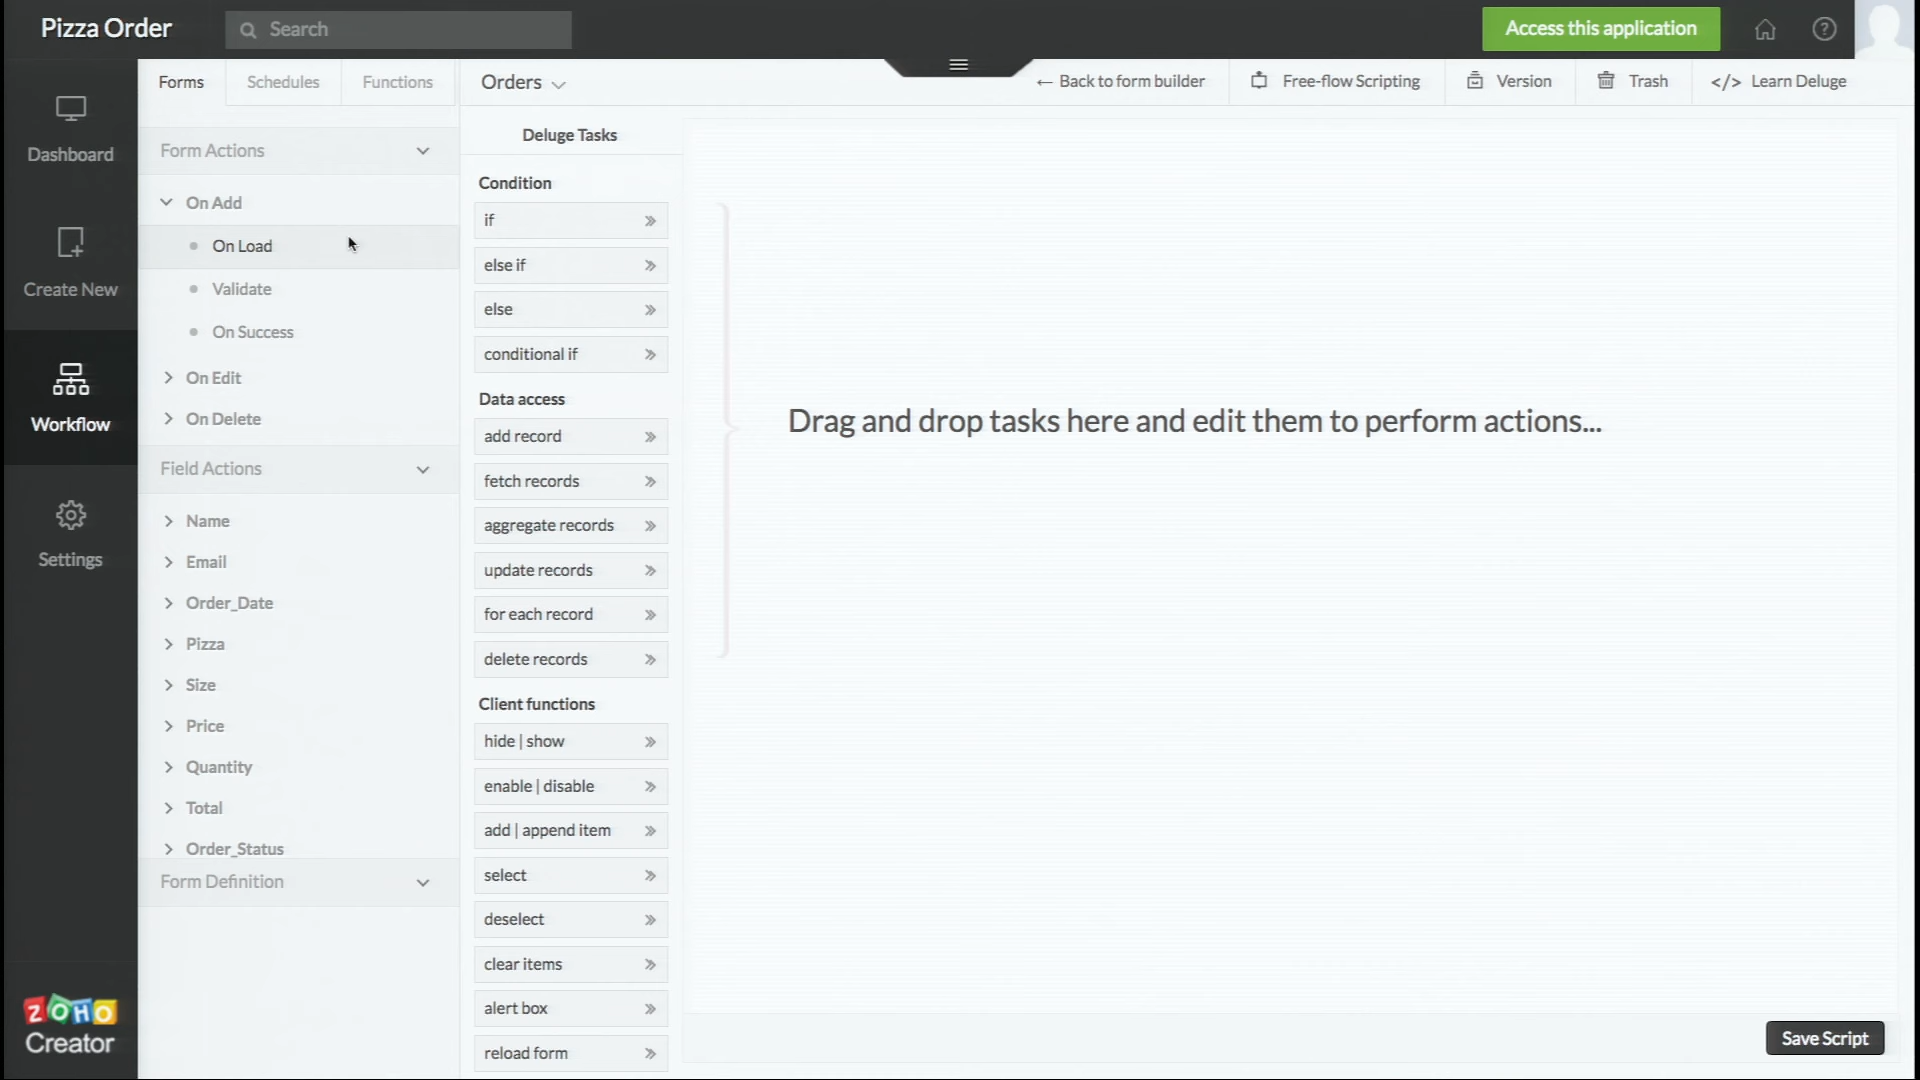 Pizza Order
Search
Access this application
?
Dashboard
Create New
Workflow
Settings
ZOHO
Creator
Forms
Schedules
Functions
Form Actions
On Add
On Load
Validate
On Success
On Edit
On Delete
Field Actions
Name
Email
Order_Date
Pizza
Size
Price
Quantity
Total
Order_Status
Form Definition
Orders
← Back to form builder
Free-flow Scripting
Version
Trash
</> Learn Deluge
Deluge Tasks
Condition
if
else if
else
conditional if
Data access
add record
fetch records
aggregate records
update records
for each record
delete records
Client functions
hide | show
enable | disable
add | append item
select
deselect
clear items
alert box
reload form
Drag and drop tasks here and edit them to perform actions...
Save Script